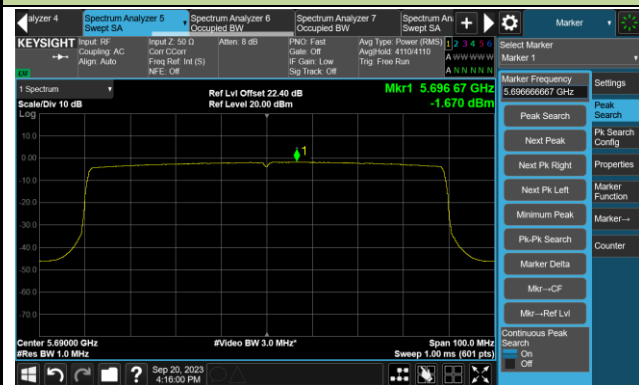 alyzer 4
Spectrum Analyzer 5
Swept SA
Spectrum Analyzer 6
Occupied BW
Spectrum Analyzer 7
Occupied BW
Spectrum An
Swept SA
Marker
KEYSIGHT
Input: RF
Coupling: AC
Align: Auto
Input Z: 50 Ω
Corr CCorr
Freq Ref: Int (S)
NFE: Off
Atten: 8 dB
PNO: Fast
Gate: Off
IF Gain: Low
Sig Track: Off
Avg Type: Power (RMS)
Avg|Hold: 4110/4110
Trig: Free Run
1 2 3 4 5 6
A W W W W W
A N N N N N
Select Marker
Marker 1
1 Spectrum
Scale/Div 10 dB
Log
Ref Lvl Offset 22.40 dB
Ref Level 20.00 dBm
Mkr1 5.696 67 GHz
-1.670 dBm
10.0
0.00
-10.0
-20.0
-30.0
-40.0
-50.0
-60.0
-70.0
1
Center 5.69000 GHz
#Res BW 1.0 MHz
#Video BW 3.0 MHz*
Span 100.0 MHz
Sweep 1.00 ms (601 pts)
Marker Frequency
5.696666667 GHz
Peak Search
Next Peak
Next Pk Right
Next Pk Left
Minimum Peak
Pk-Pk Search
Marker Delta
Mkr→CF
Mkr→Ref Lvl
Continuous Peak
Search
On
Off
Settings
Peak
Search
Pk Search
Config
Properties
Marker
Function
Marker→
Counter
Sep 20, 2023
4:16:00 PM